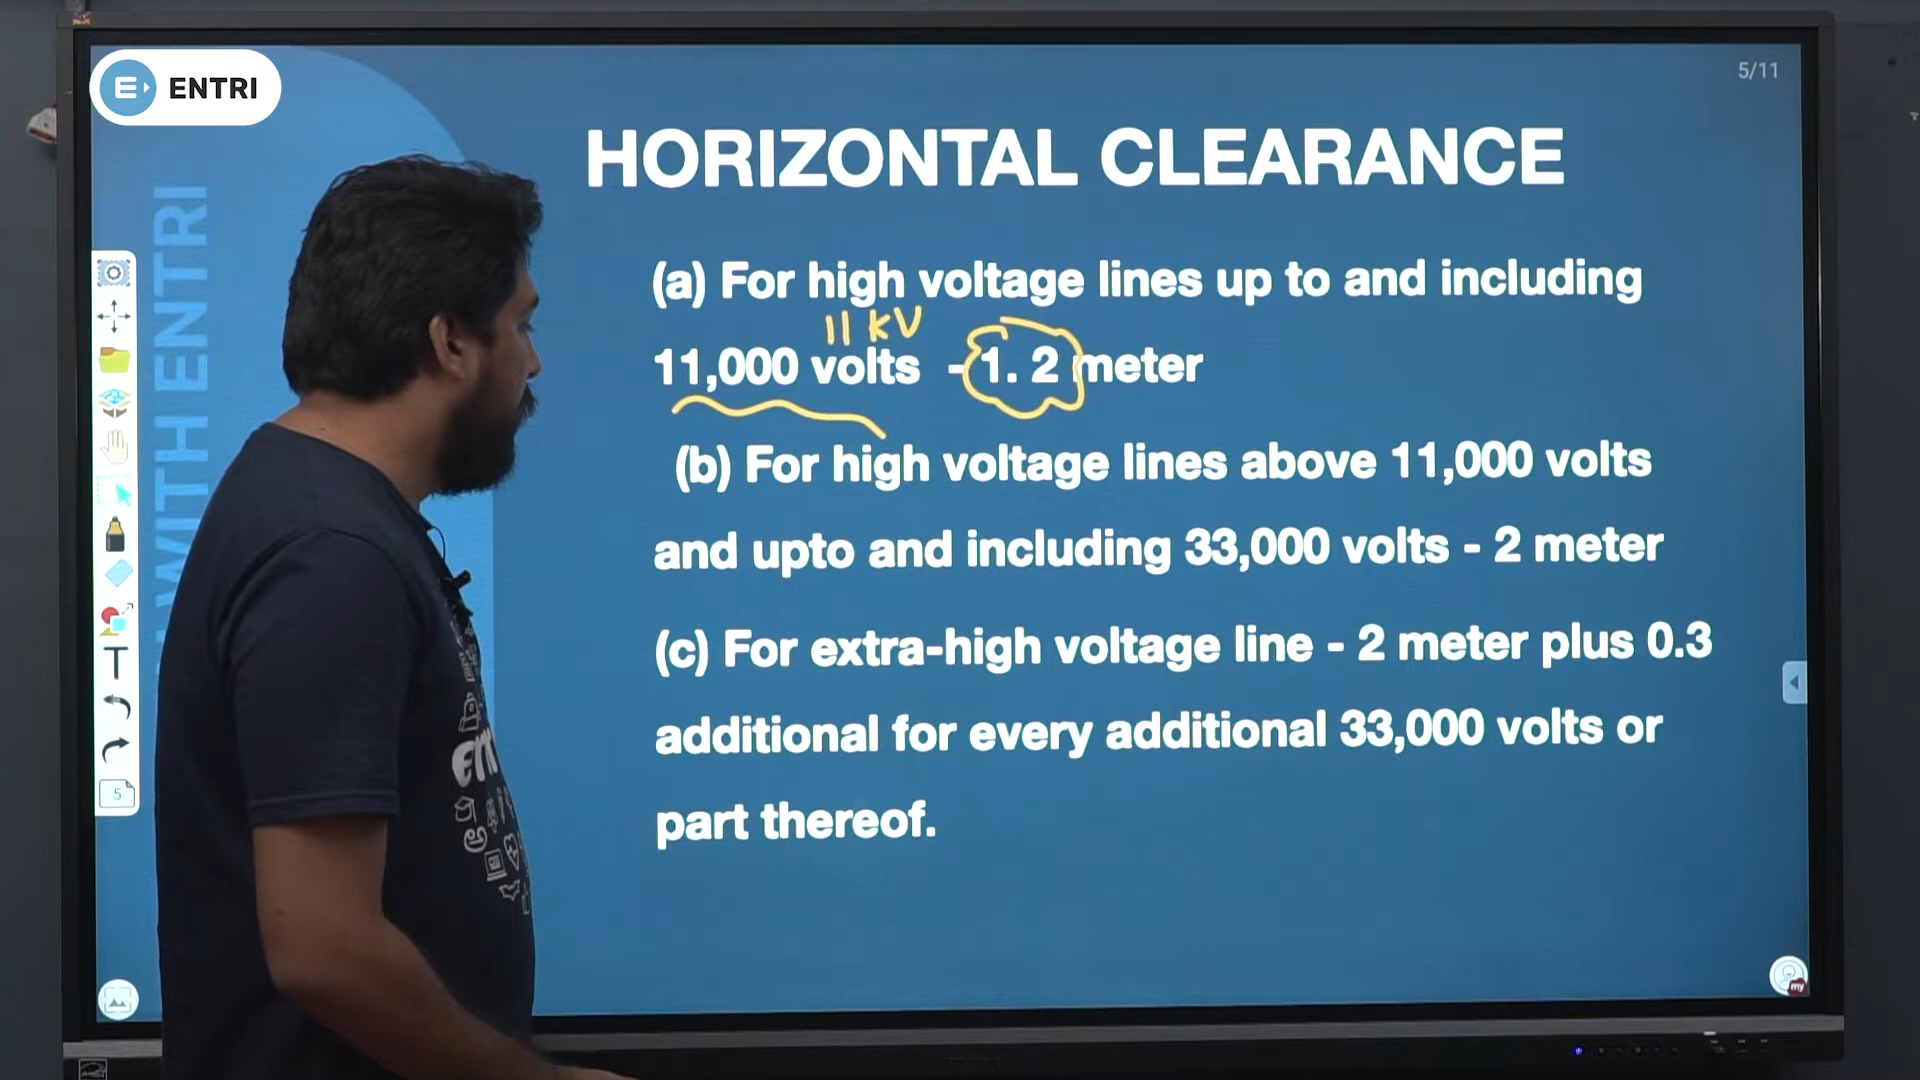 ENTRI
5/11
WITH ENTRI
HORIZONTAL CLEARANCE
(a) For high voltage lines up to and including
11 KV
11,000 volts - 1. 2 meter
(b) For high voltage lines above 11,000 volts
and upto and including 33,000 volts - 2 meter
(c) For extra-high voltage line - 2 meter plus 0.3
additional for every additional 33,000 volts or
part thereof.
T
5
my